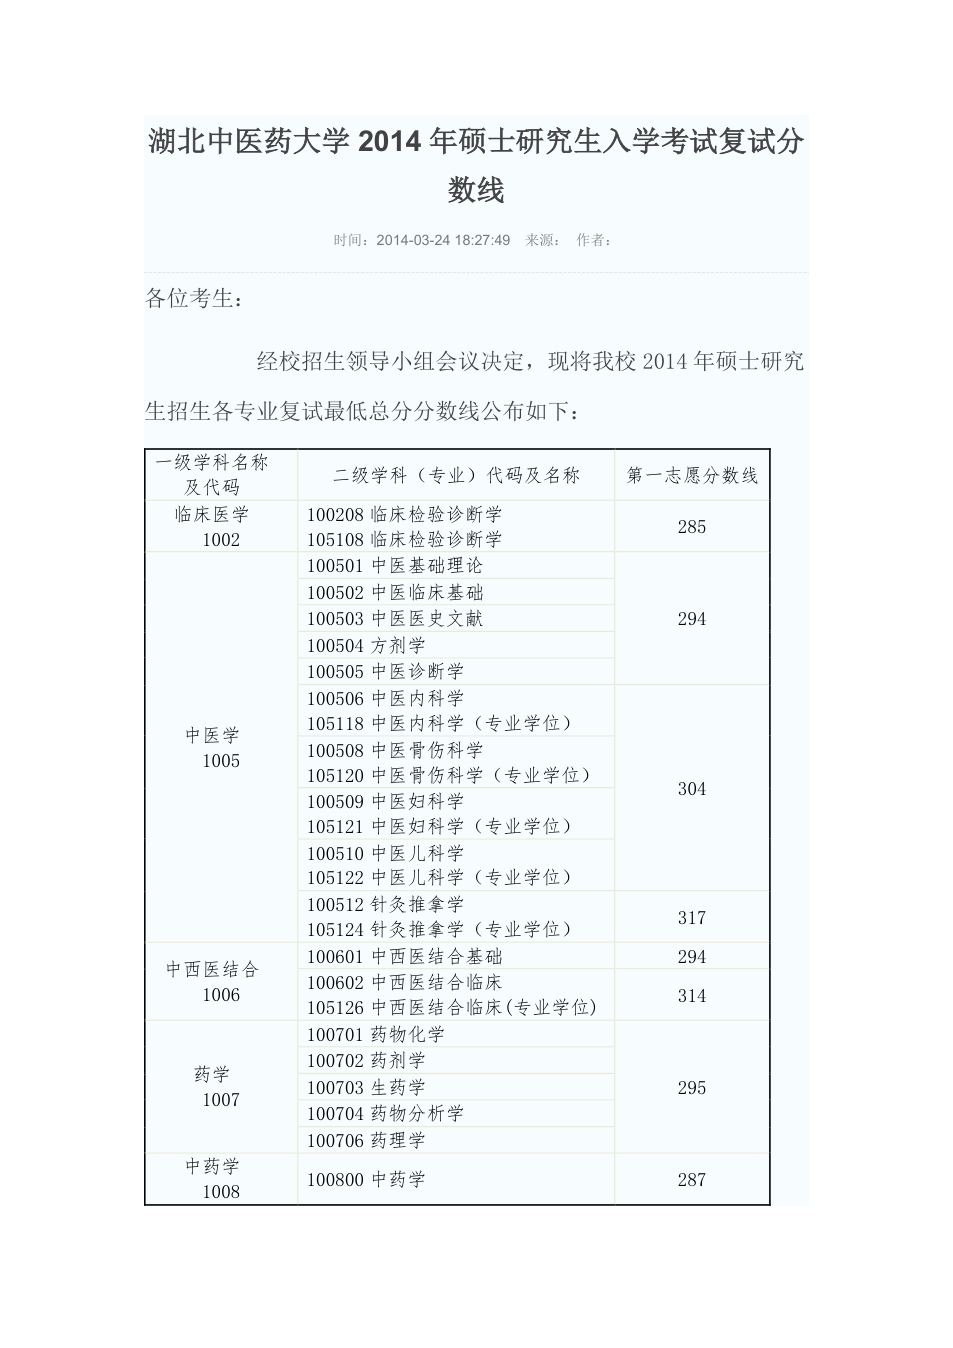 湖北中医药大学 2014 年硕士研究生入学考试复试分
数线
时间：2014-03-24 18:27:49 来源： 作者：
各位考生：
经校招生领导小组会议决定，现将我校 2014 年硕士研究
生招生各专业复试最低总分分数线公布如下：
一级学科名称
及代码
二级学科（专业）代码及名称
第一志愿分数线
临床医学
1002
100208 临床检验诊断学
105108 临床检验诊断学
285
中医学
1005
100501 中医基础理论
100502 中医临床基础
100503 中医医史文献
100504 方剂学
100505 中医诊断学
294
100506 中医内科学
105118 中医内科学（专业学位）
100508 中医骨伤科学
105120 中医骨伤科学（专业学位）
100509 中医妇科学
105121 中医妇科学（专业学位）
100510 中医儿科学
105122 中医儿科学（专业学位）
304
100512 针灸推拿学
105124 针灸推拿学（专业学位）
317
中西医结合
1006
100601 中西医结合基础
294
100602 中西医结合临床
105126 中西医结合临床(专业学位)
314
药学
1007
100701 药物化学
100702 药剂学
100703 生药学
100704 药物分析学
100706 药理学
295
中药学
1008
100800 中药学
287